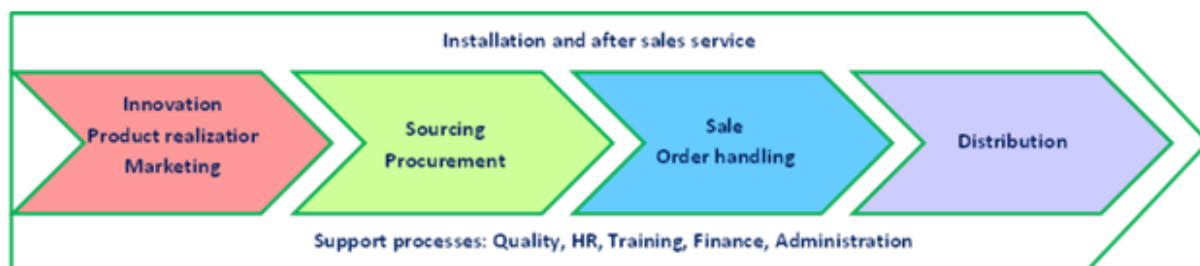 Installation and after sales service
Innovation
Product realizatior
Marketing
Sourcing
Procurement
Sale
Order handling
Distribution
Support processes: Quality, HR, Training, Finance, Administration